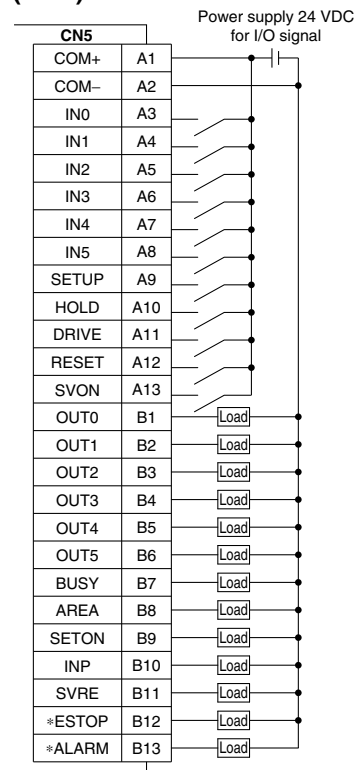 Power supply 24 VDC
for I/O signal
CN5
COM+ A1
COM− A2
IN0 A3
IN1 A4
IN2 A5
IN3 A6
IN4 A7
IN5 A8
SETUP A9
HOLD A10
DRIVE A11
RESET A12
SVON A13
OUT0 B1 Load
OUT1 B2 Load
OUT2 B3 Load
OUT3 B4 Load
OUT4 B5 Load
OUT5 B6 Load
BUSY B7 Load
AREA B8 Load
SETON B9 Load
INP B10 Load
SVRE B11 Load
∗ESTOP B12 Load
∗ALARM B13 Load